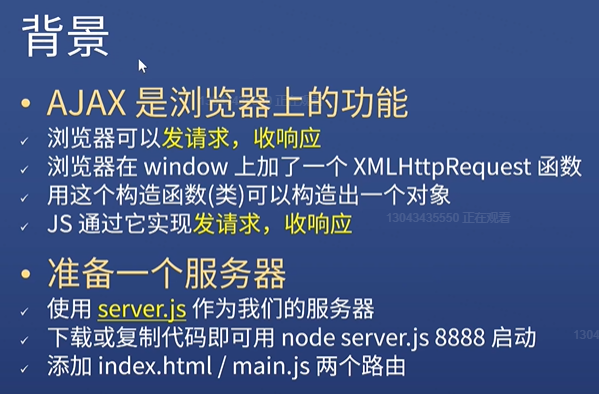 背景
• AJAX 是浏览器上的功能
✓ 浏览器可以发请求，收响应
✓ 浏览器在 window 上加了一个 XMLHttpRequest 函数
✓ 用这个构造函数(类)可以构造出一个对象
✓ JS 通过它实现发请求，收响应
13043435550 正在观看
• 准备一个服务器
✓ 使用 server.js 作为我们的服务器
✓ 下载或复制代码即可用 node server.js 8888 启动
✓ 添加 index.html / main.js 两个路由